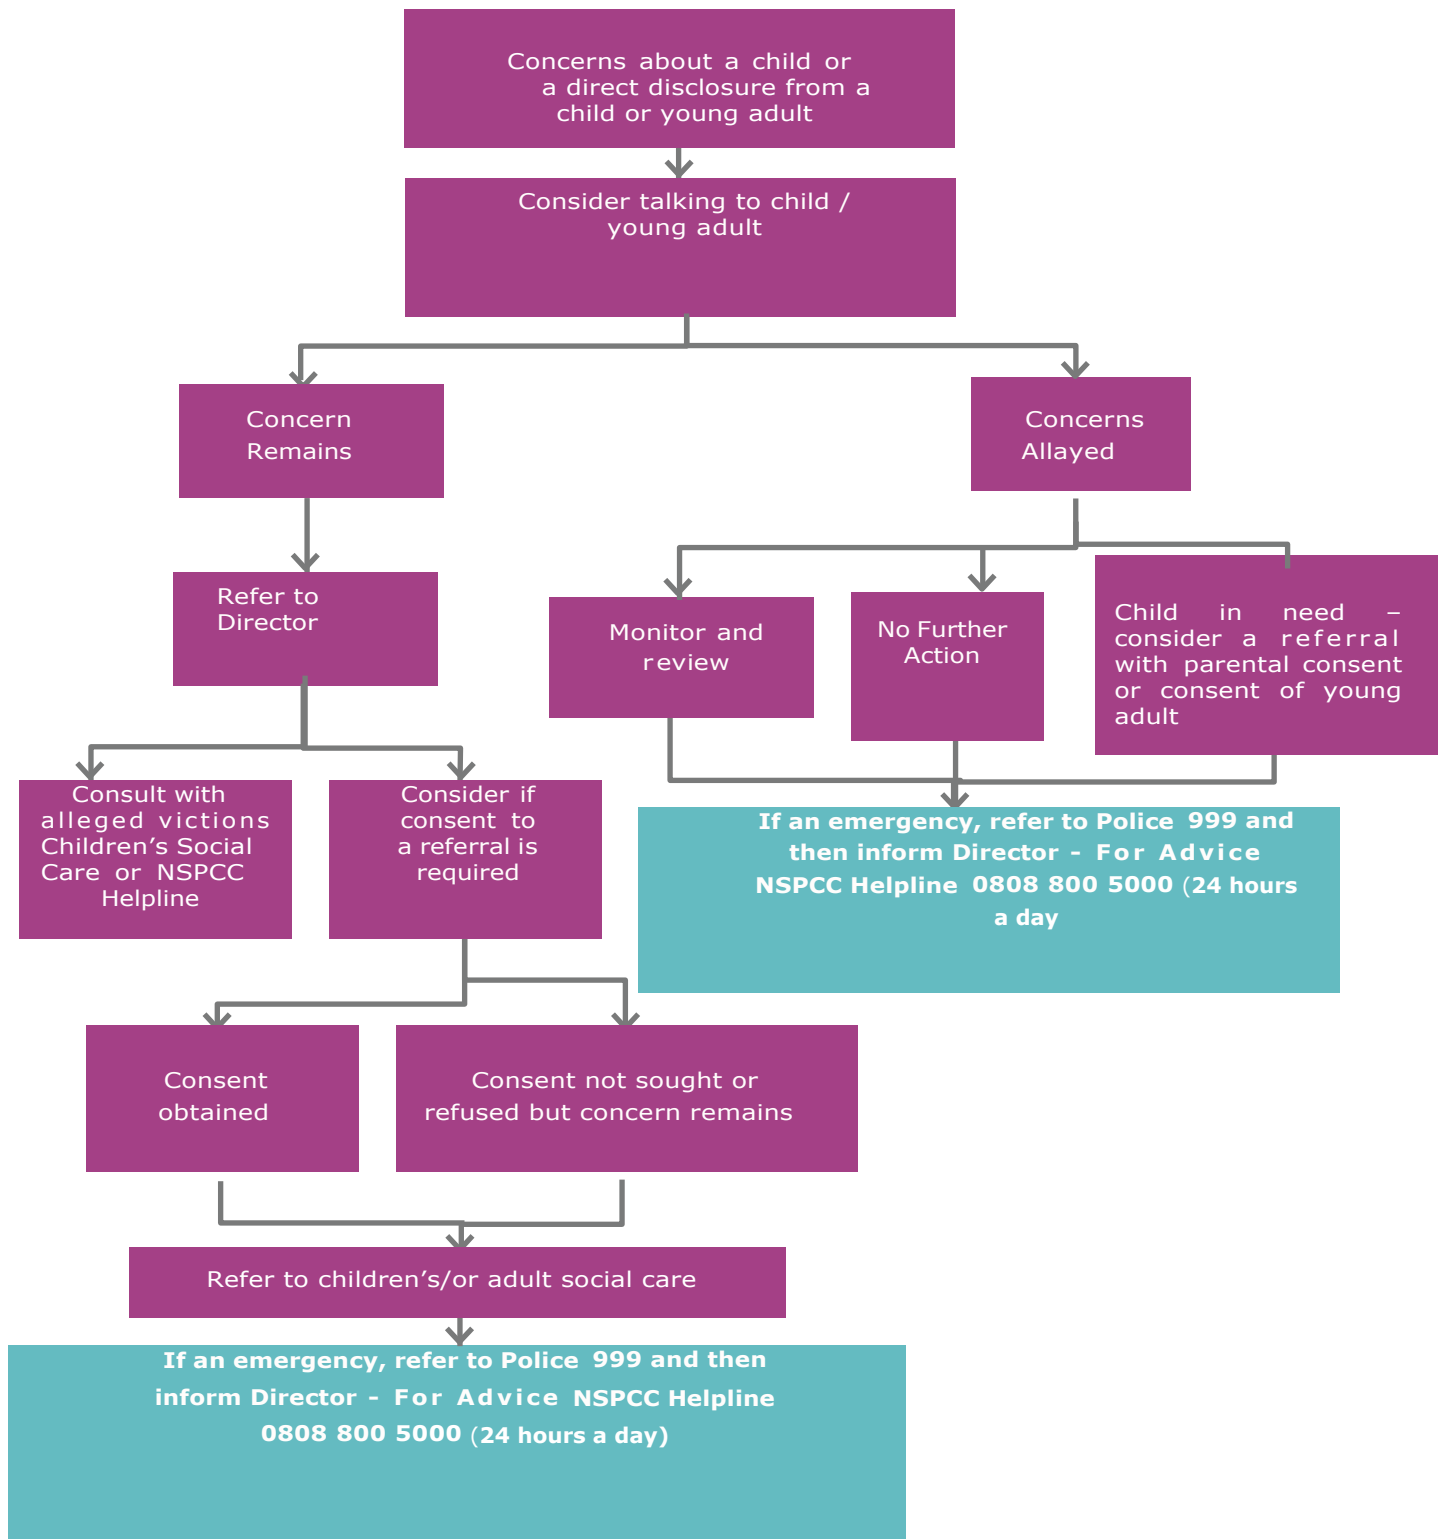 Concerns about a child or
a direct disclosure from a
child or young adult
Consider talking to child /
young adult
Concern
Remains
Concerns
Allayed
Refer to
Director
Monitor and
review
No Further
Action
Child in need –
consider a referral
with parental consent
or consent of young
adult
Consult with
alleged victions
Children’s Social
Care or NSPCC
Helpline
Consider if
consent to
a referral is
required
If an emergency, refer to Police 999 and
then inform Director – For Advice
NSPCC Helpline 0808 800 5000 (24 hours
a day
Consent
obtained
Consent not sought or
refused but concern remains
Refer to children’s/or adult social care
If an emergency, refer to Police 999 and then
inform Director – For Advice NSPCC Helpline
0808 800 5000 (24 hours a day)